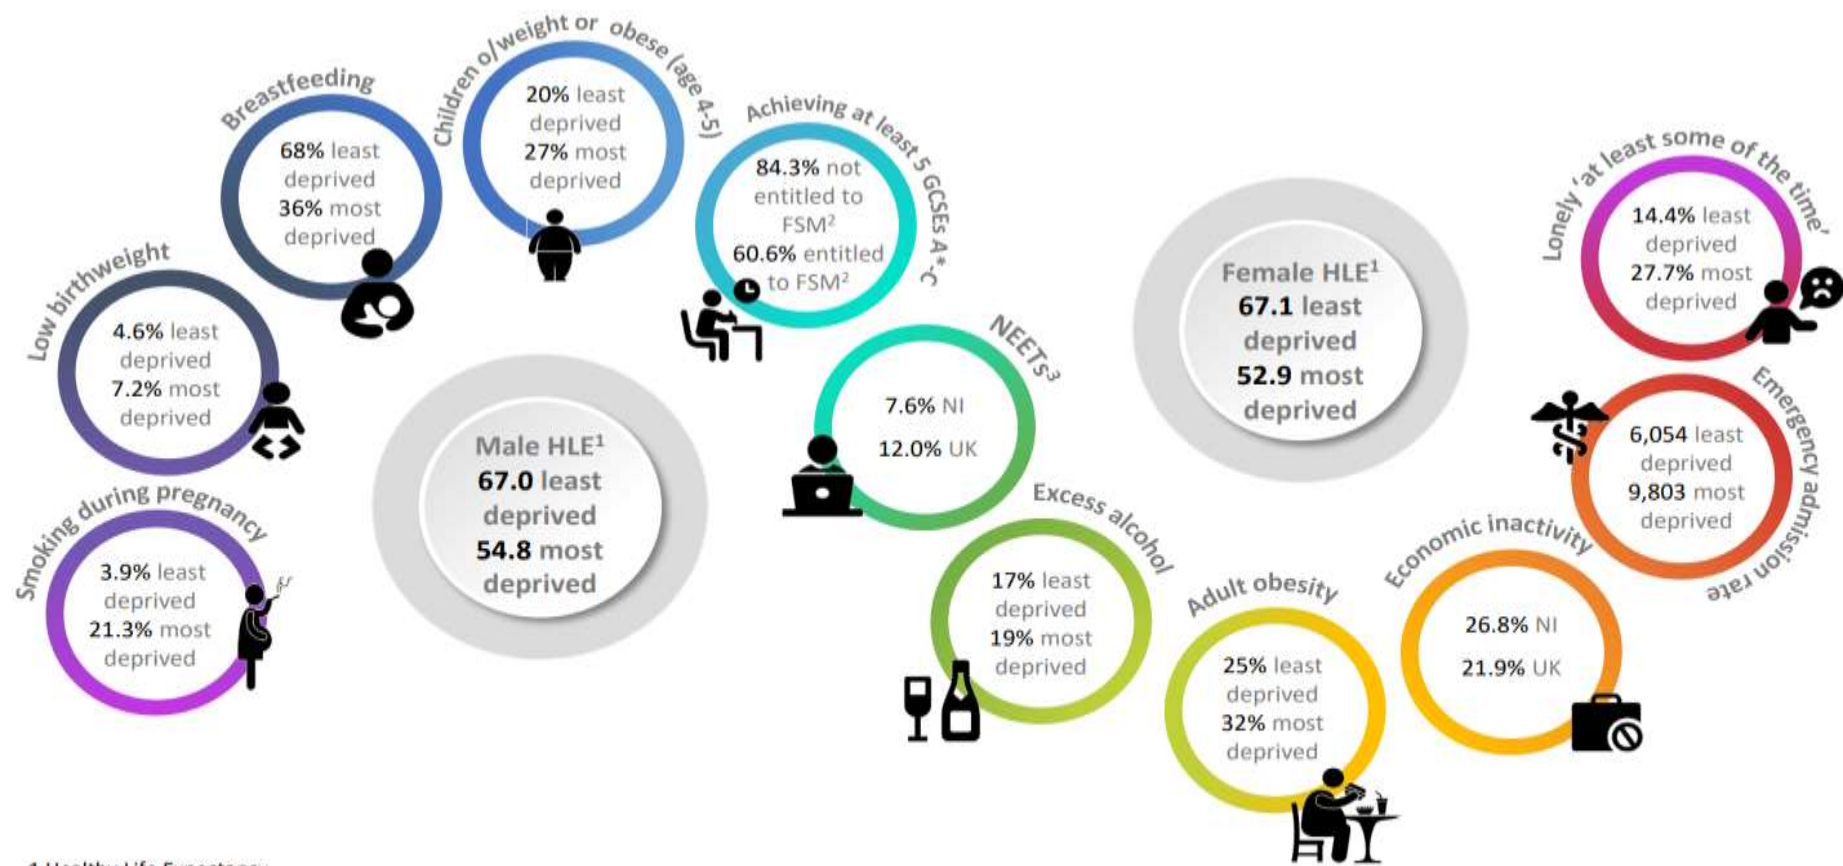 Smoking during pregnancy
3.9% least
deprived
21.3% most
deprived
Low birthweight
4.6% least
deprived
7.2% most
deprived
Breastfeeding
68% least
deprived
36% most
deprived
Children o/weight or obese (age 4-5)
20% least
deprived
27% most
deprived
Achieving at least 5 GCSEs A*-C
84.3% not
entitled to
FSM²
60.6% entitled
to FSM²
Male HLE¹
67.0 least
deprived
54.8 most
deprived
NEETs³
7.6% NI
12.0% UK
Excess alcohol
17% least
deprived
19% most
deprived
Adult obesity
25% least
deprived
32% most
deprived
Female HLE¹
67.1 least
deprived
52.9 most
deprived
Economic inactivity
26.8% NI
21.9% UK
Emergency admission rate
6,054 least
deprived
9,803 most
deprived
Lonely 'at least some of the time'
14.4% least
deprived
27.7% most
deprived
1 Healthy Life Expectancy